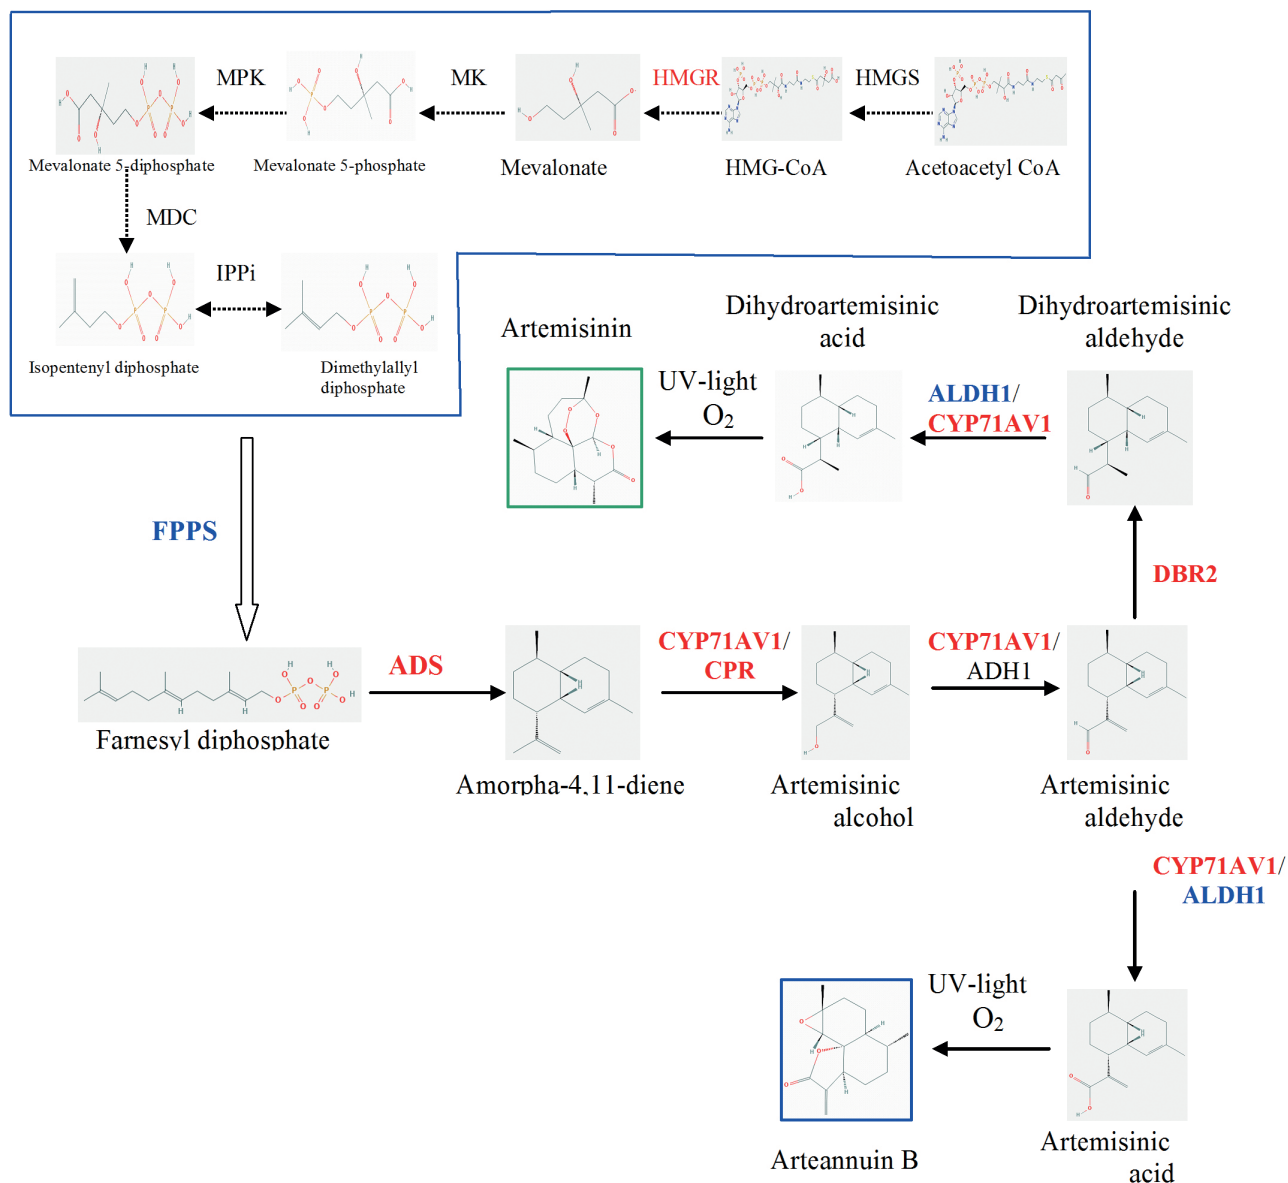 MPK
MK
HMGR
HMGS
Mevalonate 5-diphosphate
Mevalonate 5-phosphate
Mevalonate
HMG-CoA
Acetoacetyl CoA
MDC
IPPi
Isopentenyl diphosphate
Dimethylallyl
diphosphate
Artemisinin
Dihydroartemisinic
acid
Dihydroartemisinic
aldehyde
UV-light
O2
ALDH1/
CYP71AV1
FPPS
DBR2
ADS
CYP71AV1/
CPR
CYP71AV1/
ADH1
Farnesyl diphosphate
Amorpha-4,11-diene
Artemisinic
alcohol
Artemisinic
aldehyde
CYP71AV1/
ALDH1
UV-light
O2
Arteannuin B
Artemisinic
acid